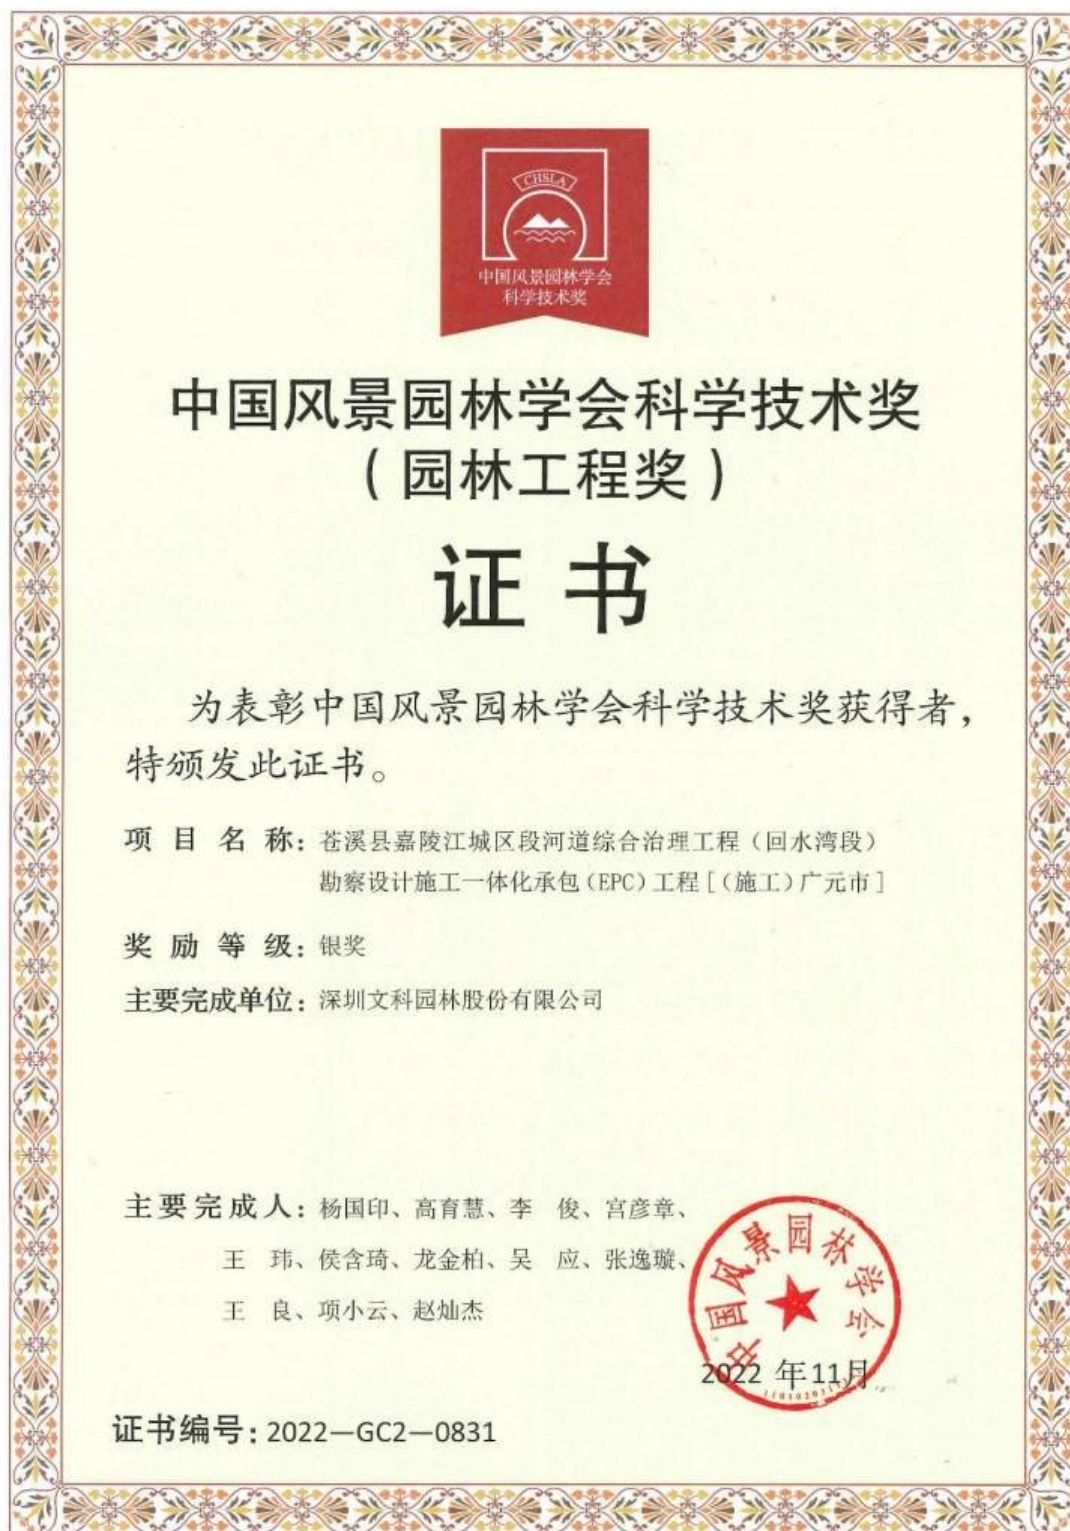 CHSLA
中国风景园林学会
科学技术奖
中国风景园林学会科学技术奖
（园林工程奖）
证书
为表彰中国风景园林学会科学技术奖获得者，
特颁发此证书。
项目名称：苍溪县嘉陵江城区段河道综合治理工程（回水湾段）
勘察设计施工一体化承包（EPC）工程［（施工）广元市］
奖励等级：银奖
主要完成单位：深圳文科园林股份有限公司
主要完成人：杨国印、高育慧、李 俊、宫彦章、
王 玮、侯含琦、龙金柏、吴 应、张逸璇、
王 良、项小云、赵灿杰
中国风景园林学会
2022 年11月
证书编号：2022—GC2—0831